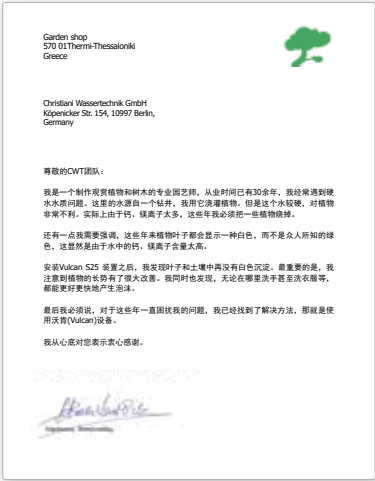 Garden shop
570 01Thermi-Thessaloniki
Greece
Christiani Wassertechnik GmbH
Köpenicker Str. 154, 10997 Berlin,
Germany
尊敬的CWT团队：
我是一个制作观赏植物和树木的专业园艺师，从业时间已有30余年，我经常遇到硬
水水质问题。这里的水源自一个钻井，我用它浇灌植物。但是这个水较硬，对植物
非常不利。实际上由于钙、镁离子太多，这些年我必须把一些植物烧掉。
还有一点我需要强调，这些年来植物叶子都会显示一种白色，而不是众人所知的绿
色，这显然是由于水中的钙、镁离子含量太高。
安装Vulcan S25 装置之后，我发现叶子和土壤中再没有白色沉淀。最重要的是，我
注意到植物的长势有了很大改善。我同时也发现，无论在哪里洗手甚至洗衣服等，
都能更好更快地产生泡沫。
最后我必须说，对于这些年一直困扰我的问题，我已经找到了解决方法，那就是使
用沃肯(Vulcan)设备。
我从心底对您表示衷心感谢。